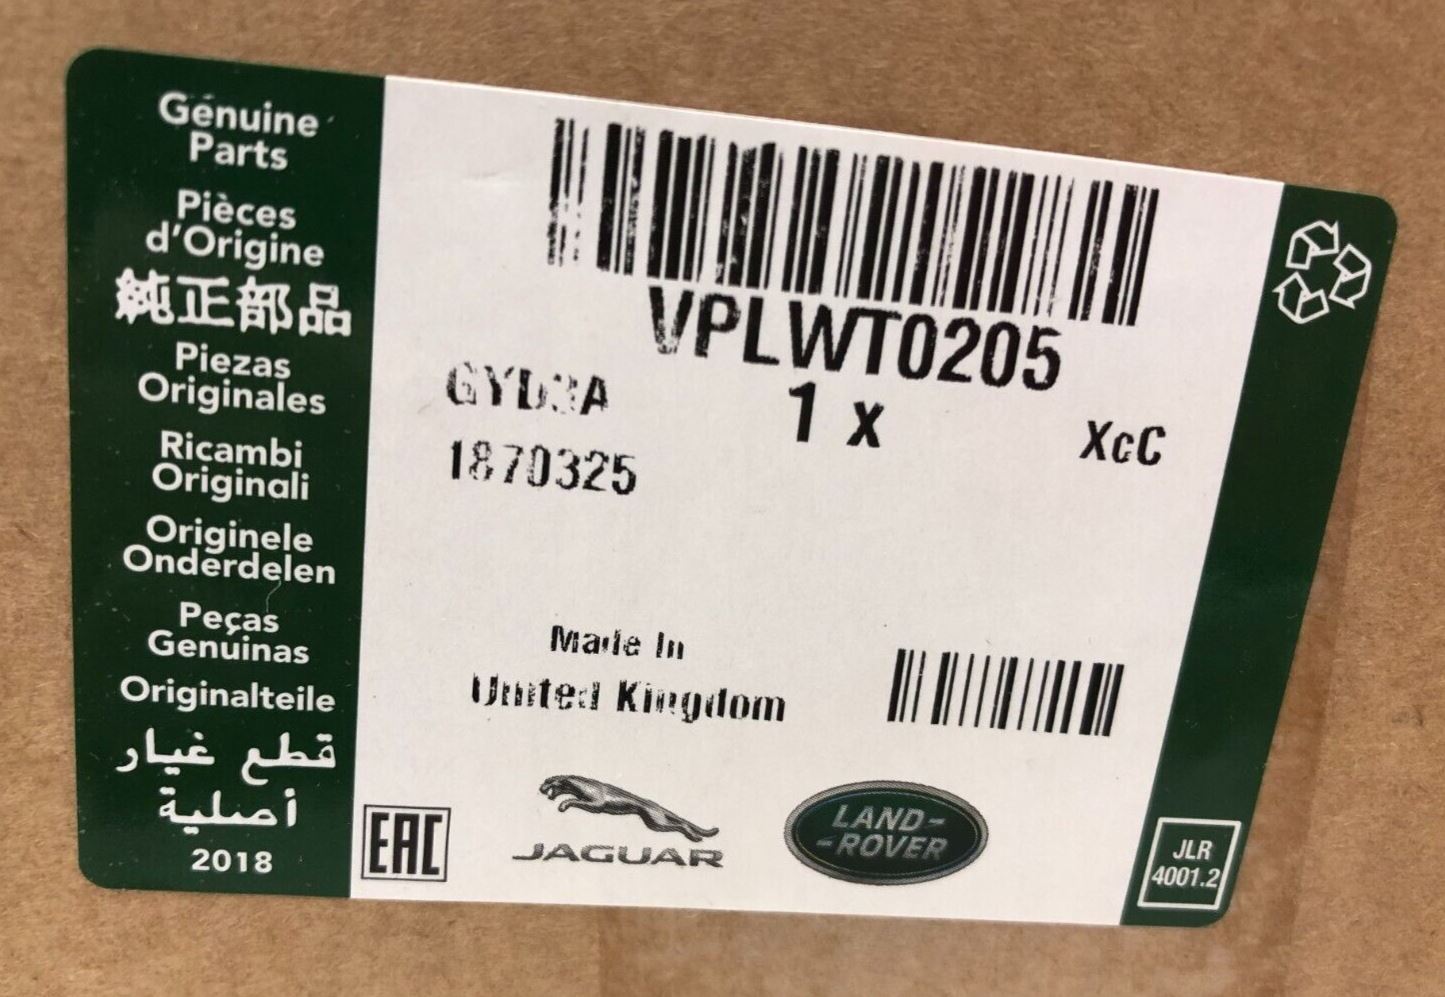 Genuine
Parts
Pièces
d'Origine
純正部品
Piezas
Originales
Ricambi
Originali
Originele
Onderdelen
Peças
Genuinas
Originalteile
قطع غيار
أصلية
2018
VPLWT0205
1 x
XcC
1870325
Made In
United Kingdom
EAC
JAGUAR
LAND-
-ROVER
JLR
4001.2